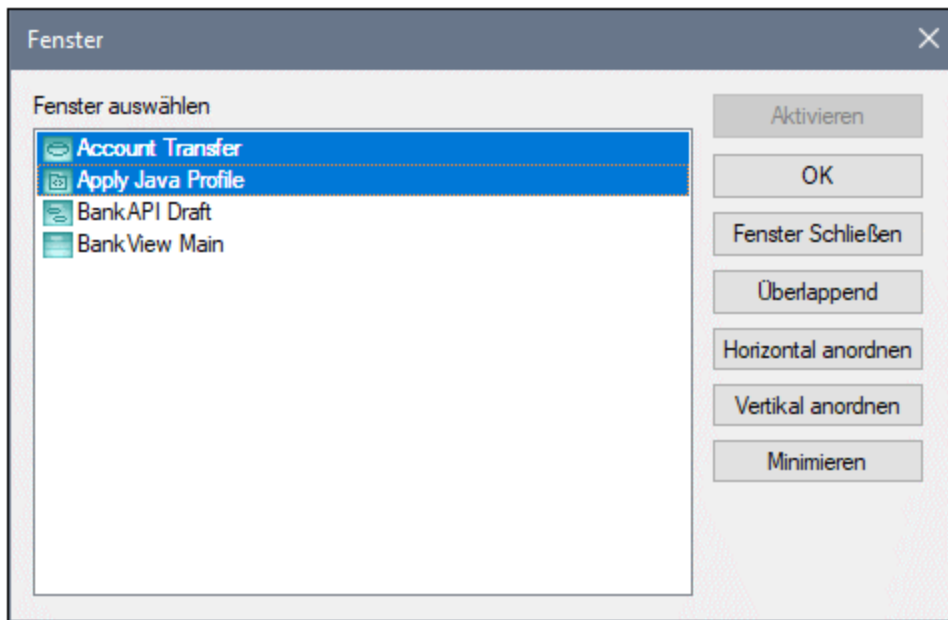 Fenster
Fenster auswählen
Account Transfer
Apply Java Profile
BankAPI Draft
BankView Main
Aktivieren
OK
Fenster Schließen
Überlappend
Horizontal anordnen
Vertikal anordnen
Minimieren